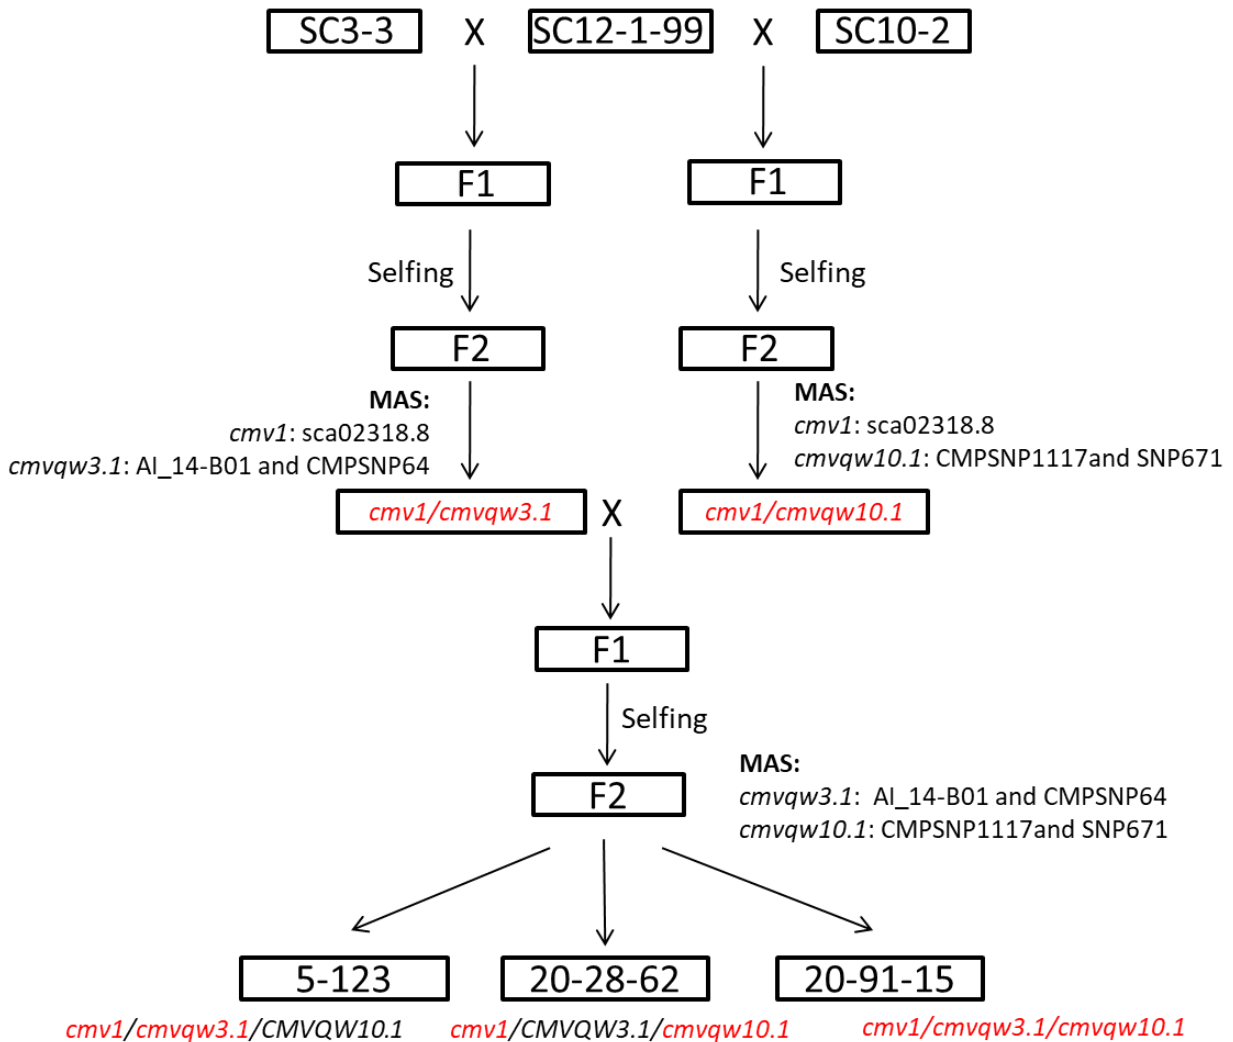 SC3-3 X SC12-1-99 X SC10-2
F1 F1
Selfing Selfing
F2 F2
MAS:
cmv1: sca02318.8
cmvqw3.1: AI_14-B01 and CMPSNP64
MAS:
cmv1: sca02318.8
cmvqw10.1: CMPSNP1117and SNP671
cmv1/cmvqw3.1 X cmv1/cmvqw10.1
F1
Selfing
F2
MAS:
cmvqw3.1: AI_14-B01 and CMPSNP64
cmvqw10.1: CMPSNP1117and SNP671
5-123 20-28-62 20-91-15
cmv1/cmvqw3.1/CMVQW10.1 cmv1/CMVQW3.1/cmvqw10.1 cmv1/cmvqw3.1/cmvqw10.1